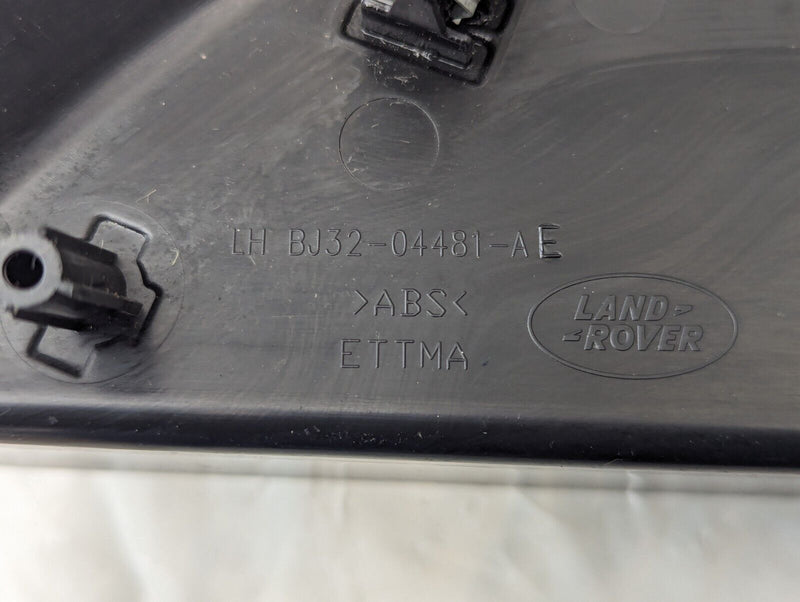 LH BJ32-04481-AE
>ABS<
ETTMA
LAND
ROVER